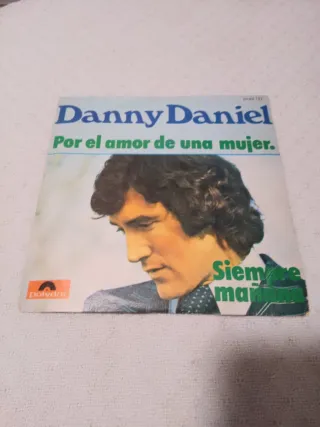 Danny Daniel
Por el amor de una mujer.
Siempre
mañana
polydor